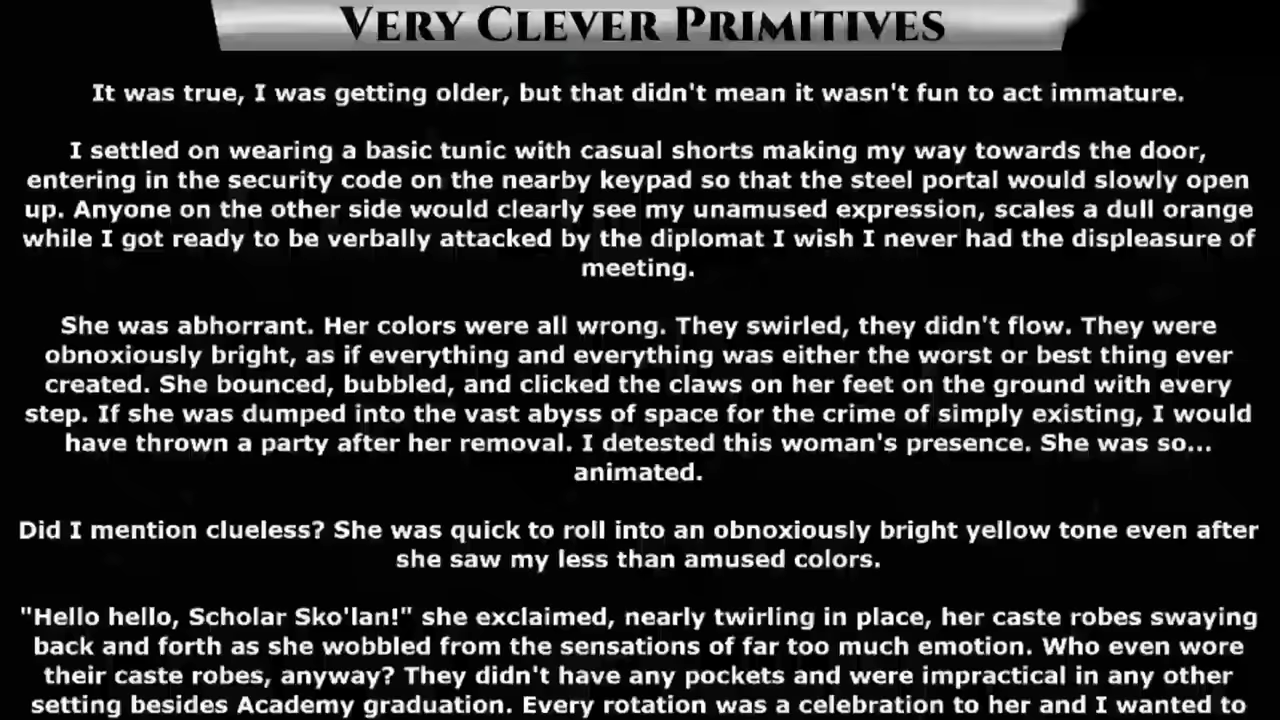 VERY CLEVER PRIMITIVES
It was true, I was getting older, but that didn't mean it wasn't fun to act immature.
I settled on wearing a basic tunic with casual shorts making my way towards the door,
entering in the security code on the nearby keypad so that the steel portal would slowly open
up. Anyone on the other side would clearly see my unamused expression, scales a dull orange
while I got ready to be verbally attacked by the diplomat I wish I never had the displeasure of
meeting.
She was abhorrant. Her colors were all wrong. They swirled, they didn't flow. They were
obnoxiously bright, as if everything and everything was either the worst or best thing ever
created. She bounced, bubbled, and clicked the claws on her feet on the ground with every
step. If she was dumped into the vast abyss of space for the crime of simply existing, I would
have thrown a party after her removal. I detested this woman's presence. She was so...
animated.
Did I mention clueless? She was quick to roll into an obnoxiously bright yellow tone even after
she saw my less than amused colors.
"Hello hello, Scholar Sko'lan!" she exclaimed, nearly twirling in place, her caste robes swaying
back and forth as she wobbled from the sensations of far too much emotion. Who even wore
their caste robes, anyway? They didn't have any pockets and were impractical in any other
setting besides Academy graduation. Every rotation was a celebration to her and I wanted to